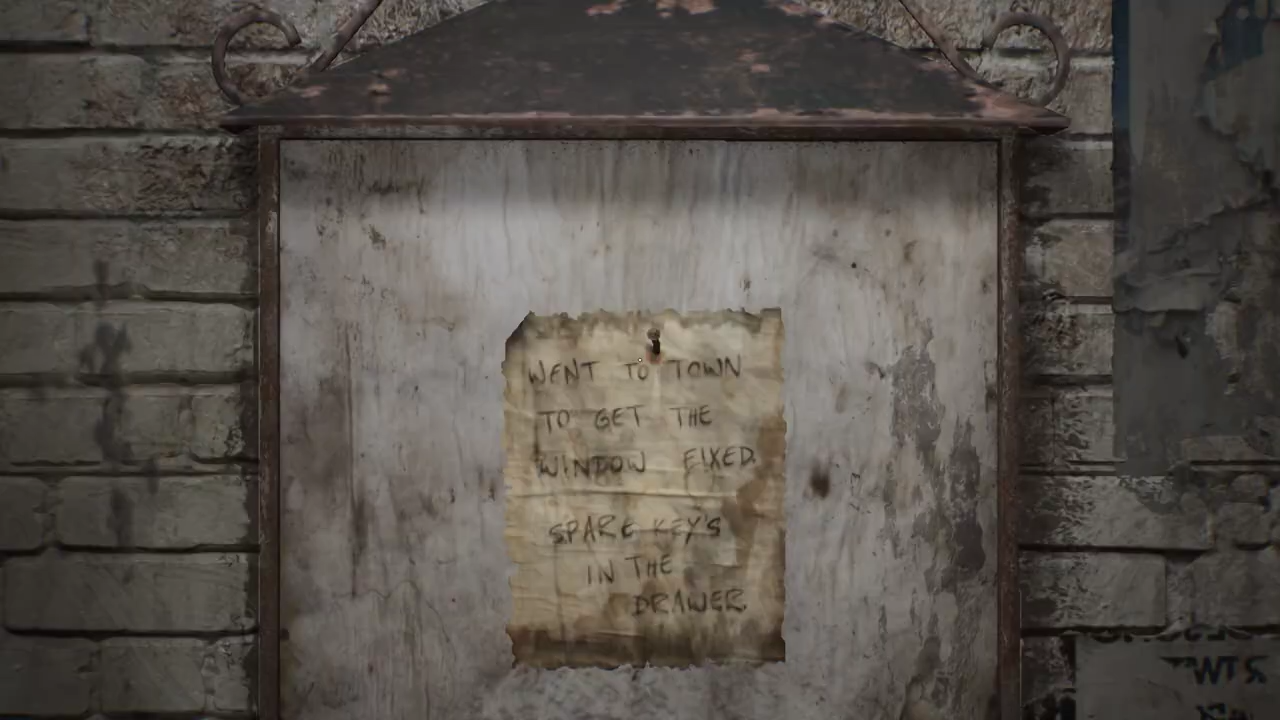 WENT TO TOWN
TO GET THE
WINDOW FIXED.
SPARE KEY'S
IN THE
DRAWER.